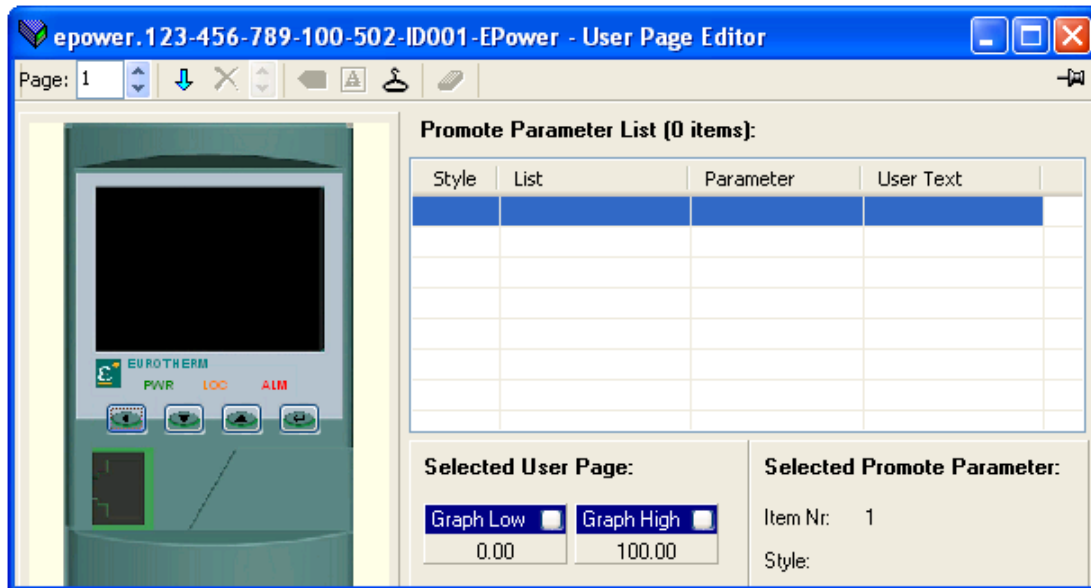 epower.123-456-789-100-502-ID001-EPower - User Page Editor
Page: 1
Promote Parameter List (0 items):
Style List Parameter User Text
EUROTHERM
PWR LOC ALM
Selected User Page:
Graph Low Graph High
0.00 100.00
Selected Promote Parameter:
Item Nr: 1
Style: